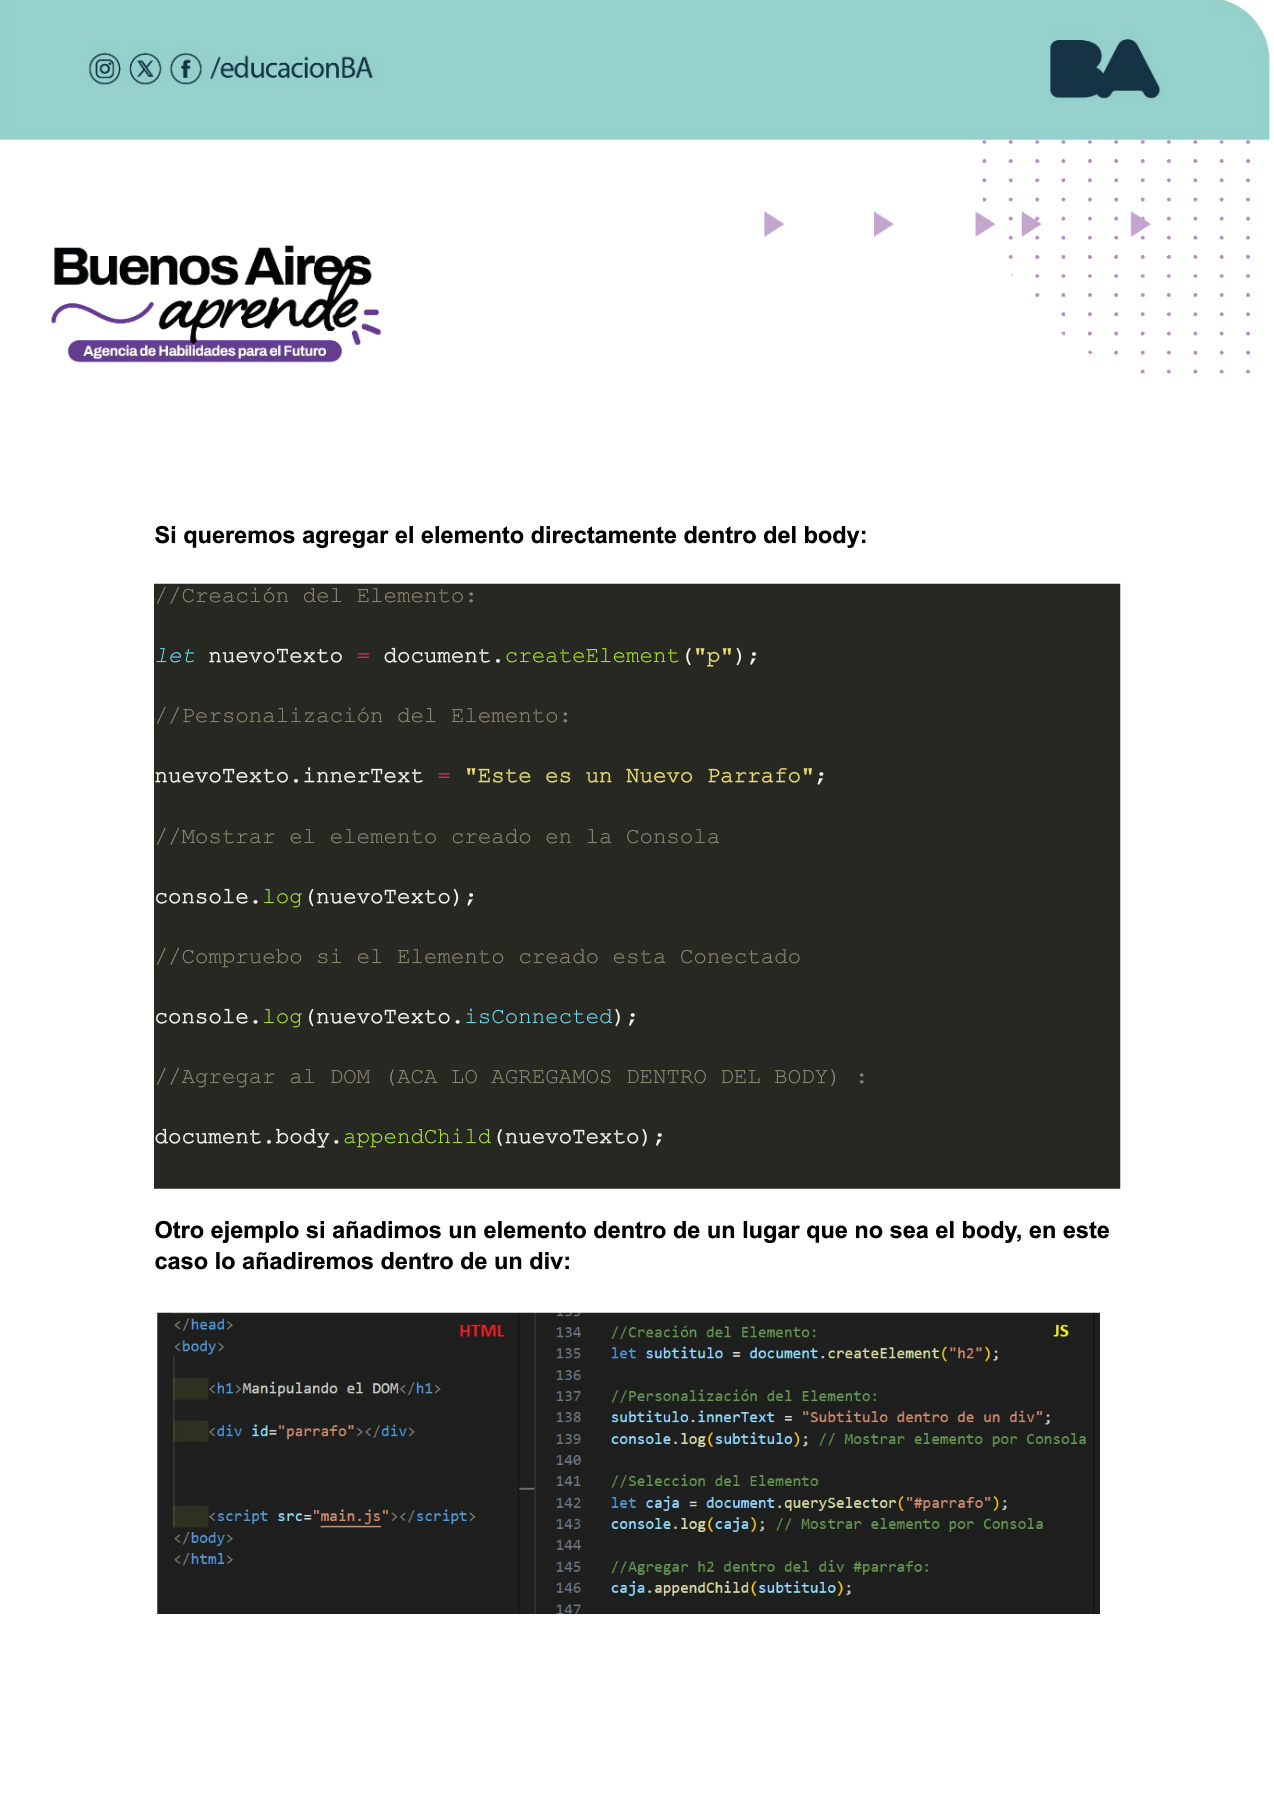 /educacionBA
BA
Buenos Aires
aprende
Agencia de Habilidades para el Futuro
Si queremos agregar el elemento directamente dentro del body:
//Creación del Elemento:
let nuevoTexto = document.createElement("p");
//Personalización del Elemento:
nuevoTexto.innerText = "Este es un Nuevo Parrafo";
//Mostrar el elemento creado en la Consola
console.log(nuevoTexto);
//Compruebo si el Elemento creado esta Conectado
console.log(nuevoTexto.isConnected);
//Agregar al DOM (ACA LO AGREGAMOS DENTRO DEL BODY) :
document.body.appendChild(nuevoTexto);
Otro ejemplo si añadimos un elemento dentro de un lugar que no sea el body, en este
caso lo añadiremos dentro de un div:
</head>
HTML
<body>
<h1>Manipulando el DOM</h1>
<div id="parrafo"></div>
<script src="main.js"></script>
</body>
</html>
133
134 //Creación del Elemento:
JS
135 let subtitulo = document.createElement("h2");
136
137 //Personalización del Elemento:
138 subtitulo.innerText = "Subtitulo dentro de un div";
139 console.log(subtitulo); // Mostrar elemento por Consola
140
141 //Seleccion del Elemento
142 let caja = document.querySelector("#parrafo");
143 console.log(caja); // Mostrar elemento por Consola
144
145 //Agregar h2 dentro del div #parrafo:
146 caja.appendChild(subtitulo);
147